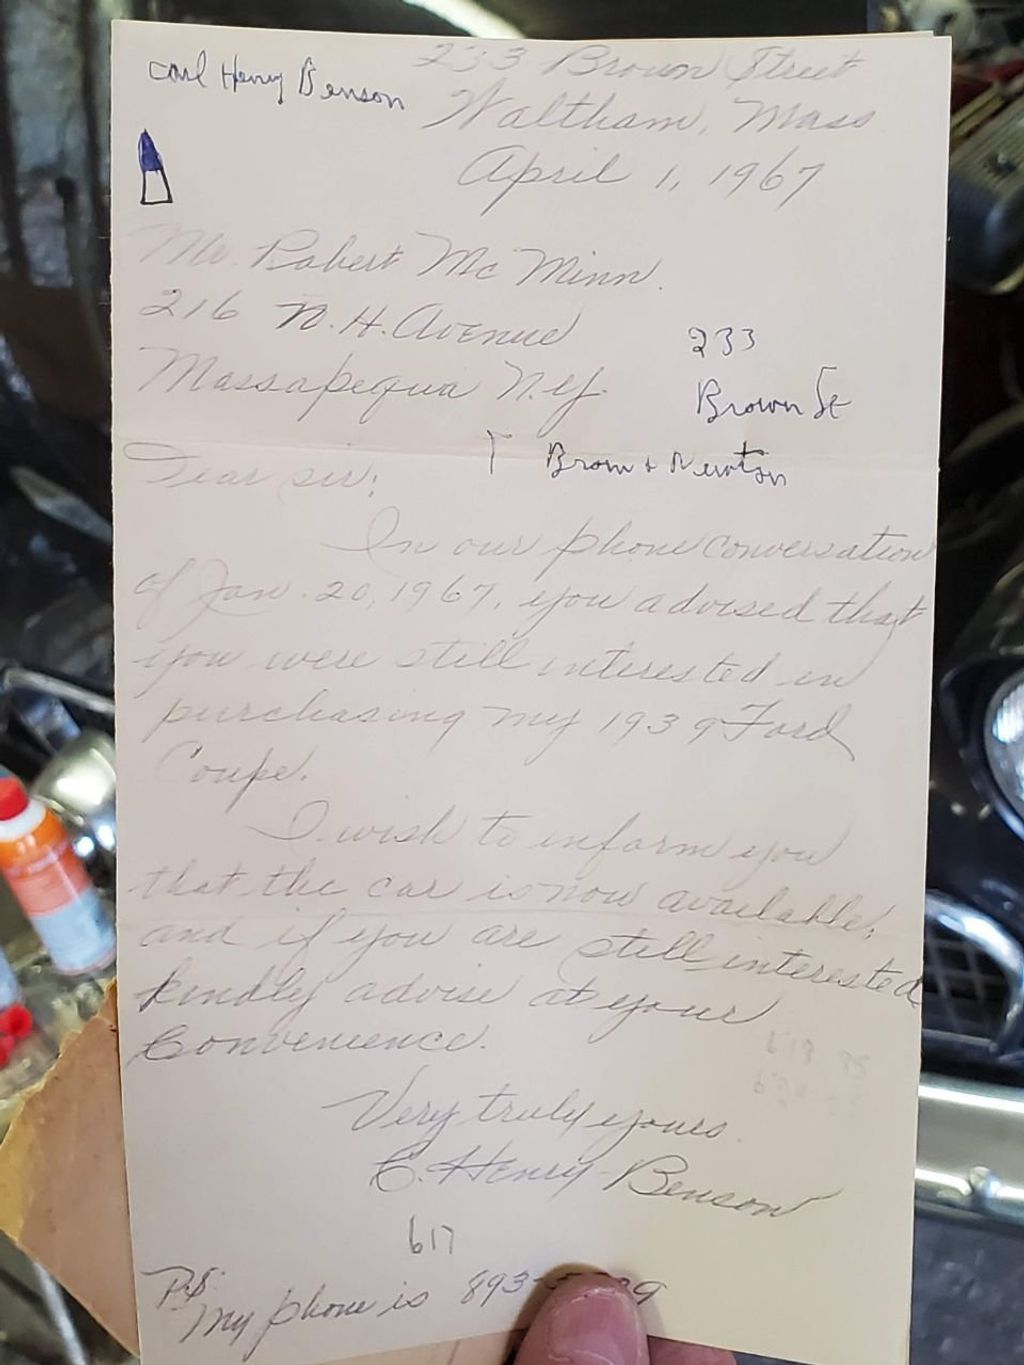 Carl Henry Benson
233 Brown Street
Waltham, Mass
April 1, 1967
Mr. Robert Mc Minn.
216 N.H. Avenue
Massapequa N.Y.
233
Brown St
Brown + Newton
Dear sir;
In our phone conversation
of Jan. 20, 1967, you advised that
you were still interested in
purchasing my 1939 Ford
Coupe.
I wish to inform you
that the car is now available,
and if you are still interested
kindly advise at your
Convenience.
Very truly yours
C. Henry Benson
617
P.S.
My phone is 893-